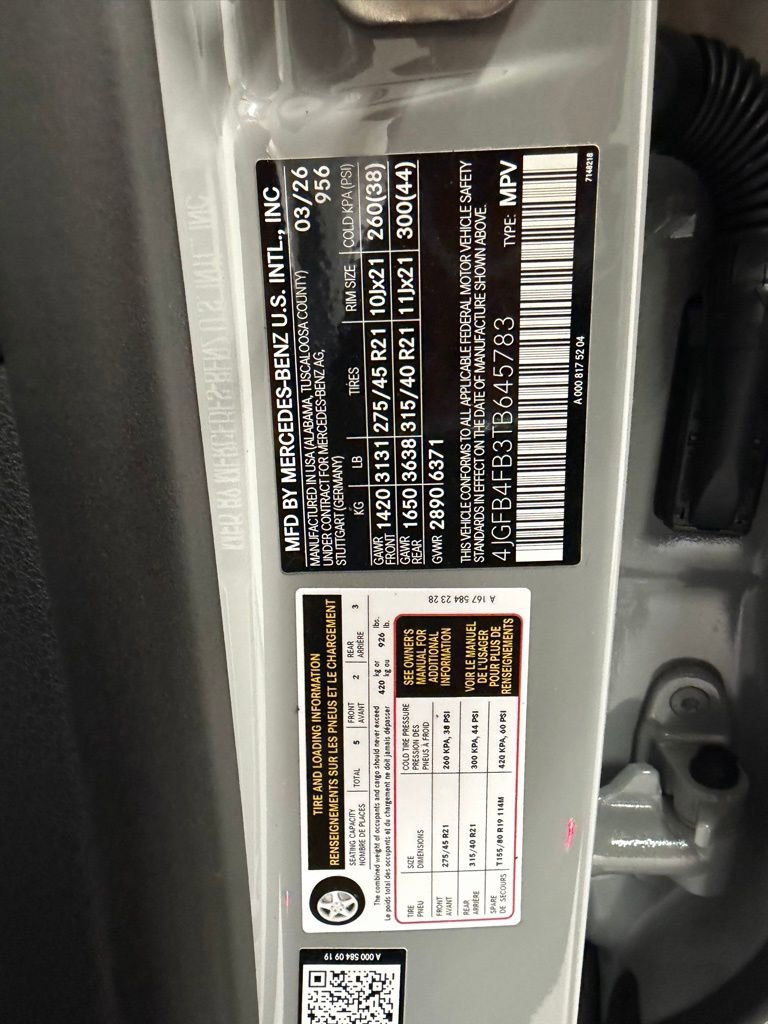 MFD BY MERCEDES-BENZ U.S. INTL., INC
MANUFACTURED IN USA (ALABAMA, TUSCALOOSA COUNTY) 03/26
UNDER CONTRACT FOR MERCEDES-BENZ AG, 956
STUTTGART (GERMANY)
KG LB TIRES RIM SIZE COLD KPA (PSI)
GAWR FRONT 1420 3131 275/45 R21 10Jx21 260(38)
GAWR REAR 1650 3638 315/40 R21 11Jx21 300(44)
GVWR 2890 6371
THIS VEHICLE CONFORMS TO ALL APPLICABLE FEDERAL MOTOR VEHICLE SAFETY
STANDARDS IN EFFECT ON THE DATE OF MANUFACTURE SHOWN ABOVE.
4JGFB4FB3TB645783 TYPE: MPV
A 000 817 52 04 7148218
TIRE AND LOADING INFORMATION
RENSEIGNEMENTS SUR LES PNEUS ET LE CHARGEMENT
SEATING CAPACITY TOTAL 5 FRONT 2 REAR 3
NOMBRE DE PLACES AVANT ARRIÈRE
The combined weight of occupants and cargo should never exceed 420 kg or 926 lbs.
Le poids total des occupants et du chargement ne doit jamais dépasser kg ou lb.
TIRE SIZE COLD TIRE PRESSURE
PNEU DIMENSIONS PRESSION DES
PNEUS À FROID
FRONT 275/45 R21 260 KPA, 38 PSI
AVANT
REAR 315/40 R21 300 KPA, 44 PSI
ARRIÈRE
SPARE T155/80 R19 114M 420 KPA, 60 PSI
DE SECOURS
SEE OWNER'S
MANUAL FOR
ADDITIONAL
INFORMATION
VOIR LE MANUEL
DE L'USAGER
POUR PLUS DE
RENSEIGNEMENTS
A 167 584 23 28
A 000 584 09 19